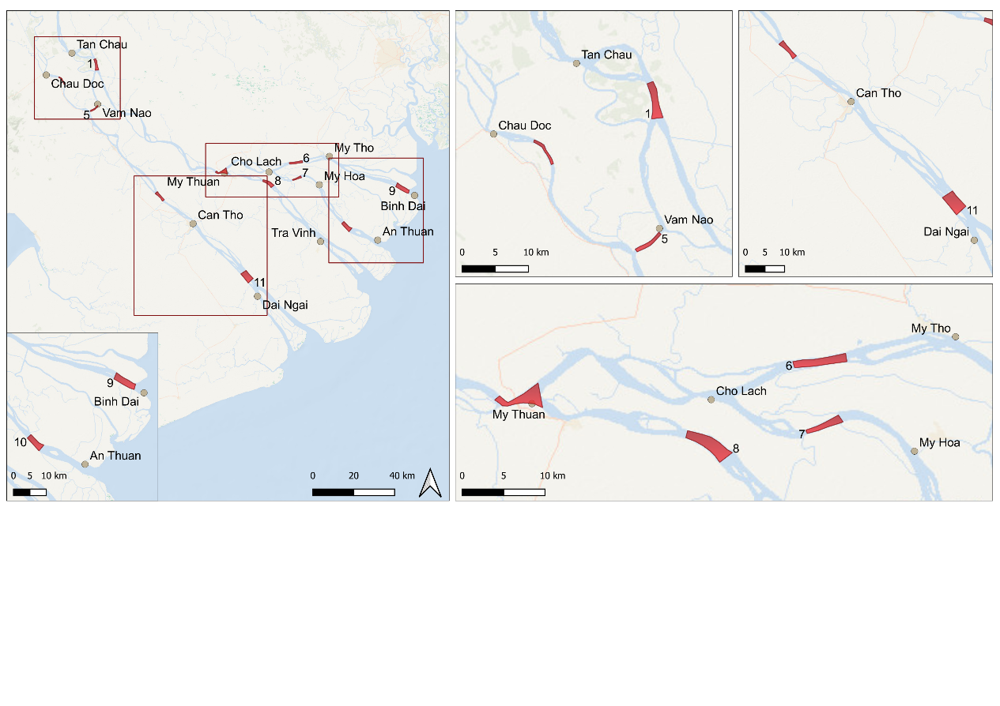 Tan Chau
1
Chau Doc
5
Vam Nao
My Tho
Cho Lach
6
7
My Thuan
8
My Hoa
9
Binh Dai
Can Tho
Tra Vinh
An Thuan
11
Dai Ngai
9
Binh Dai
10
An Thuan
0 5 10 km
0 20 40 km
Tan Chau
1
Chau Doc
Vam Nao
5
0 5 10 km
Can Tho
11
Dai Ngai
0 5 10 km
My Tho
6
Cho Lach
My Thuan
7
8
My Hoa
0 5 10 km